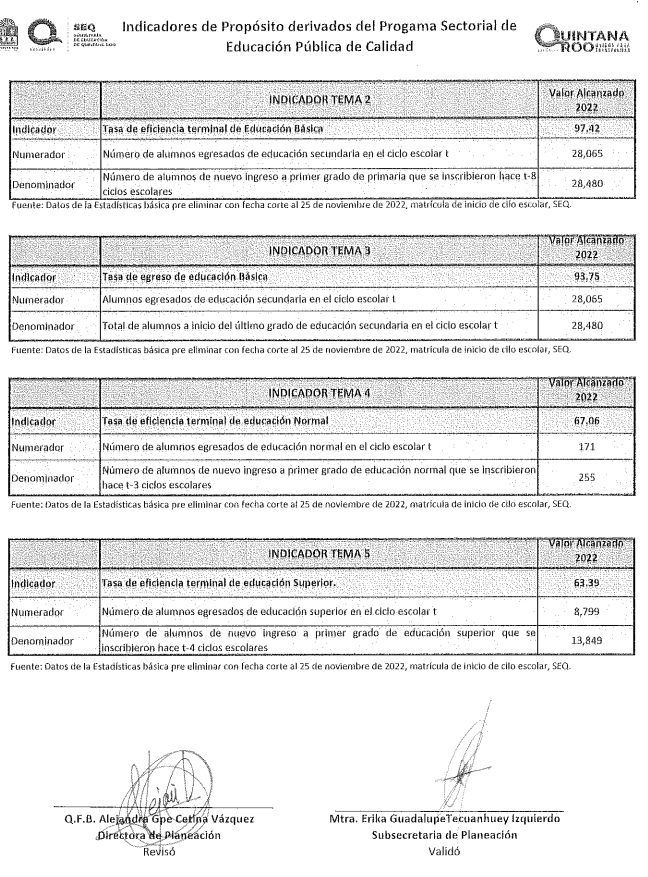 Indicadores de Propósito derivados del Progama Sectorial de
Educación Pública de Calidad
SEQ
SECRETARÍA
DE EDUCACIÓN
DE QUINTANA ROO
QUINTANA
ROO
INDICADOR TEMA 2
Valor Alcanzado
2022
Indicador Tasa de eficiencia terminal de Educación Básica 97.42
Numerador Número de alumnos egresados de educación secundaria en el ciclo escolar t 28,065
Denominador Número de alumnos de nuevo ingreso a primer grado de primaria que se inscribieron hace t-8
ciclos escolares 28,480
Fuente: Datos de la Estadísticas básica pre eliminar con fecha corte al 25 de noviembre de 2022, matrícula de inicio de cilo escolar, SEQ.
INDICADOR TEMA 3
Valor Alcanzado
2022
Indicador Tasa de egreso de educación Básica 93.75
Numerador Alumnos egresados de educación secundaria en el ciclo escolar t 28,065
Denominador Total de alumnos a inicio del último grado de educación secundaria en el ciclo escolar t 28,480
Fuente: Datos de la Estadísticas básica pre eliminar con fecha corte al 25 de noviembre de 2022, matrícula de inicio de cilo escolar, SEQ.
INDICADOR TEMA 4
Valor Alcanzado
2022
Indicador Tasa de eficiencia terminal de educación Normal 67.06
Numerador Número de alumnos egresados de educación normal en el ciclo escolar t 171
Denominador Número de alumnos de nuevo ingreso a primer grado de educación normal que se inscribieron
hace t-3 ciclos escolares 255
Fuente: Datos de la Estadísticas básica pre eliminar con fecha corte al 25 de noviembre de 2022, matrícula de inicio de cilo escolar, SEQ.
INDICADOR TEMA 5
Valor Alcanzado
2022
Indicador Tasa de eficiencia terminal de educación Superior. 63.39
Numerador Número de alumnos egresados de educación superior en el ciclo escolar t 8,799
Denominador Número de alumnos de nuevo ingreso a primer grado de educación superior que se
inscribieron hace t-4 ciclos escolares 13,849
Fuente: Datos de la Estadísticas básica pre eliminar con fecha corte al 25 de noviembre de 2022, matrícula de inicio de cilo escolar, SEQ.
Q.F.B. Alejandra Gpe Cetina Vázquez
Directora de Planeación
Revisó
Mtra. Erika GuadalupeTecuanhuey Izquierdo
Subsecretaria de Planeación
Validó